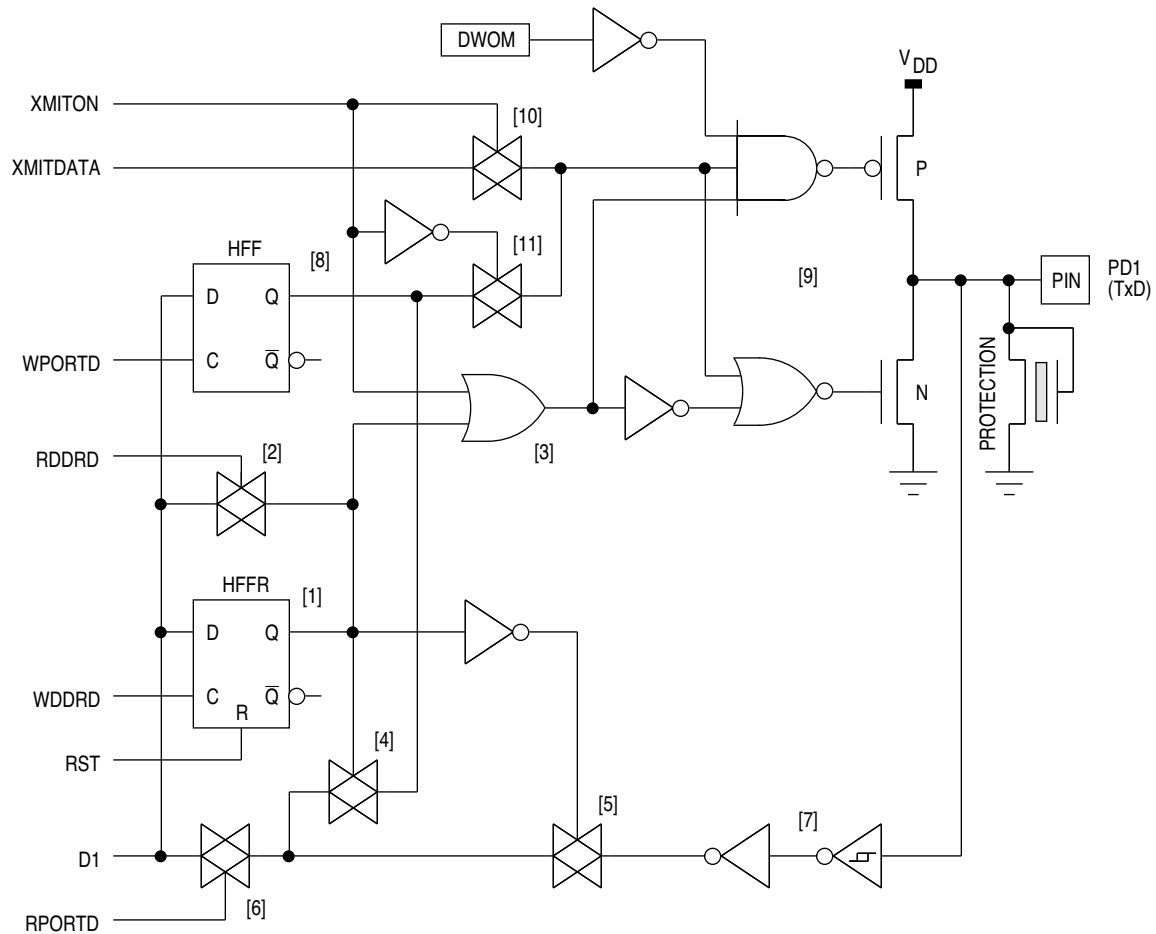 DWOM
V DD
XMITON
[10]
XMITDATA
P
HFF
[8]
[11]
D
Q
[9]
PIN
PD1
(TxD)
WPORTD
C
Q
PROTECTION
N
RDDRD
[2]
[3]
HFFR
[1]
D
Q
WDDRD
C
Q
R
RST
[4]
[5]
[7]
D1
RPORTD
[6]